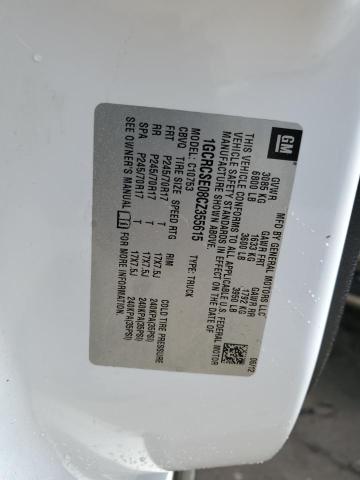 GM
MFD BY GENERAL MOTORS LLC
GVWR GAWR FRT GAWR RR
3085 KG 1633 KG 1792 KG
6800 LB 3600 LB 3950 LB
THIS VEHICLE CONFORMS TO ALL APPLICABLE U.S. FEDERAL MOTOR
VEHICLE SAFETY STANDARDS IN EFFECT ON THE DATE OF
MANUFACTURE SHOWN ABOVE.
1GCRCSE08CZ355615 TYPE: TRUCK
CBVQ MODEL: C10753
TIRE SIZE SPEED RTG RIM COLD TIRE PRESSURE
FRT P245/70R17 T 17X7.5J 240KPA(35PSI)
RR P245/70R17 T 17X7.5J 240KPA(35PSI)
SPA P245/70R17 T 17X7.5J 240KPA(35PSI)
SEE OWNER'S MANUAL FOR MORE INFORMATION.
06/12